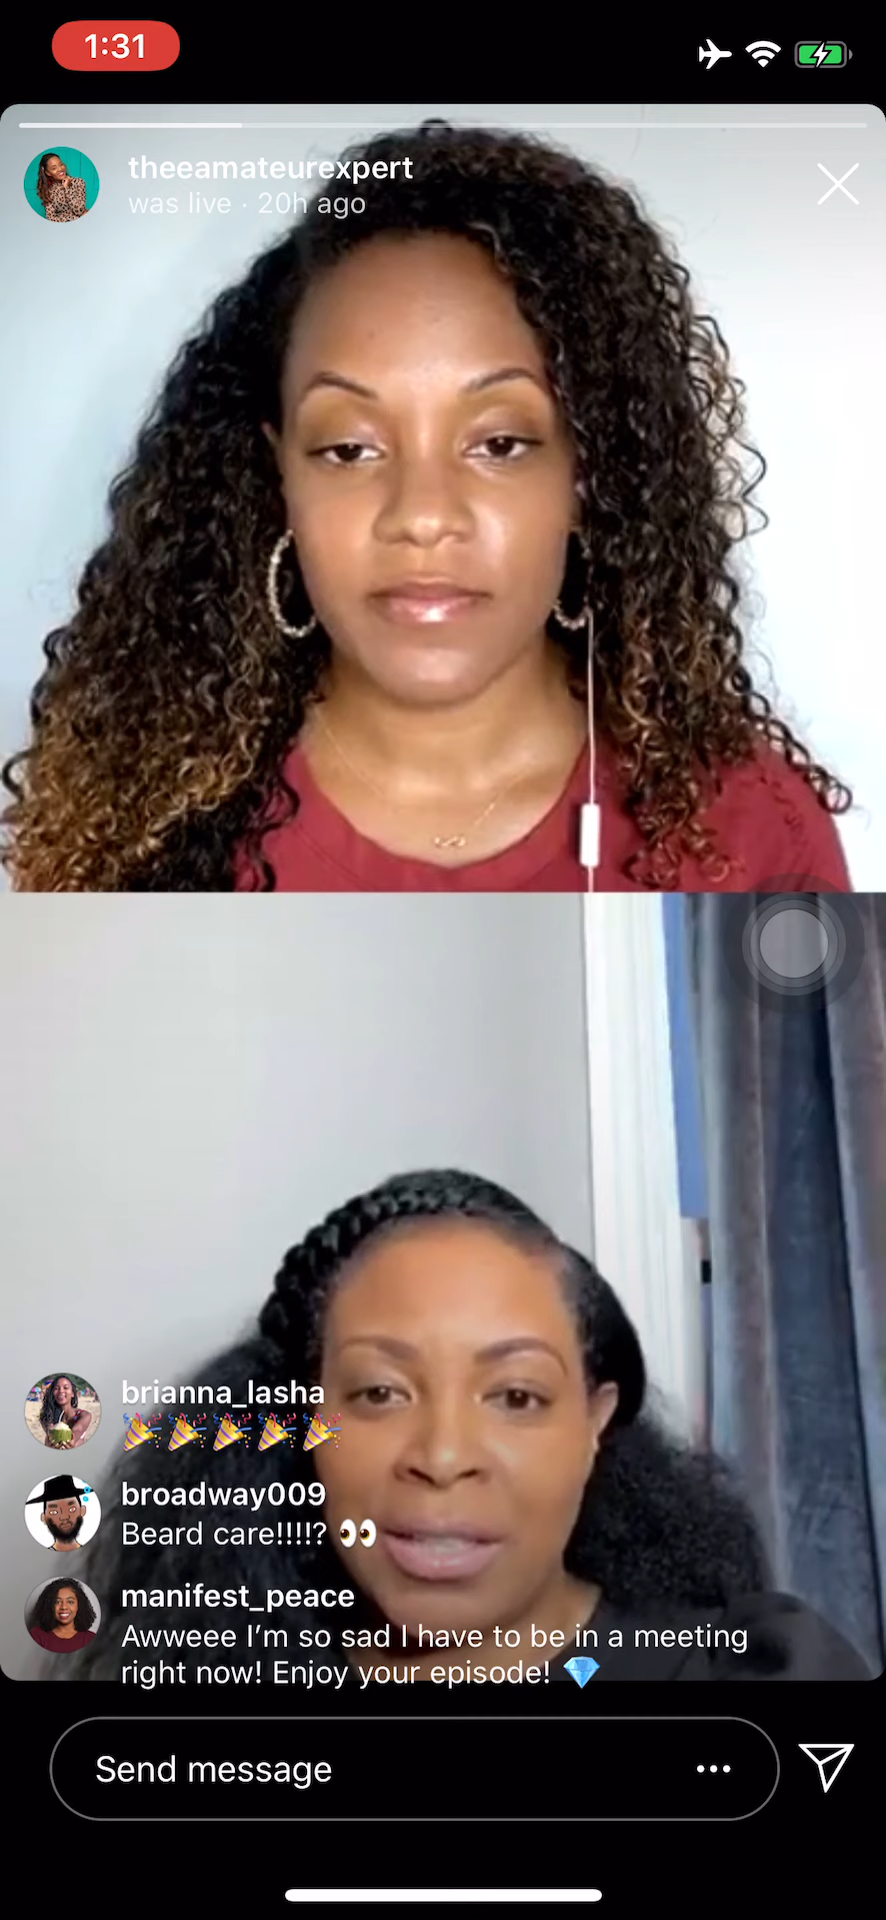 1:31
theeamateurexpert
was live · 20h ago
brianna_lasha
🎉🎉🎉🎉🎉
broadway009
Beard care!!!!? 👀
manifest_peace
Awweee I'm so sad I have to be in a meeting
right now! Enjoy your episode! 💎
Send message